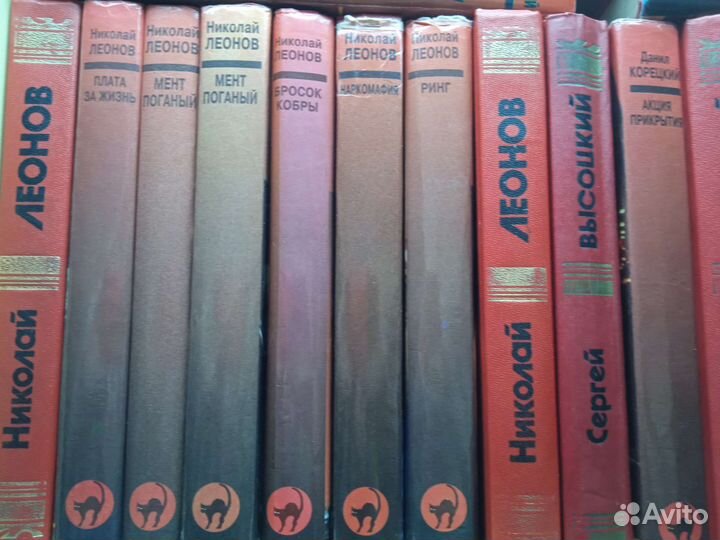 Николай ЛЕОНОВ
Николай
ЛЕОНОВ
ПЛАТА
ЗА ЖИЗНЬ
Николай
ЛЕОНОВ
МЕНТ
ПОГАНЫЙ
Николай
ЛЕОНОВ
МЕНТ
ПОГАНЫЙ
Николай
ЛЕОНОВ
БРОСОК
КОБРЫ
Николай
ЛЕОНОВ
НАРКОМАФИЯ
Николай
ЛЕОНОВ
РИНГ
Николай ЛЕОНОВ
Сергей ВЫСОЦКИЙ
Данил
КОРЕЦКИЙ
АКЦИЯ
ПРИКРЫТИЯ
Avito